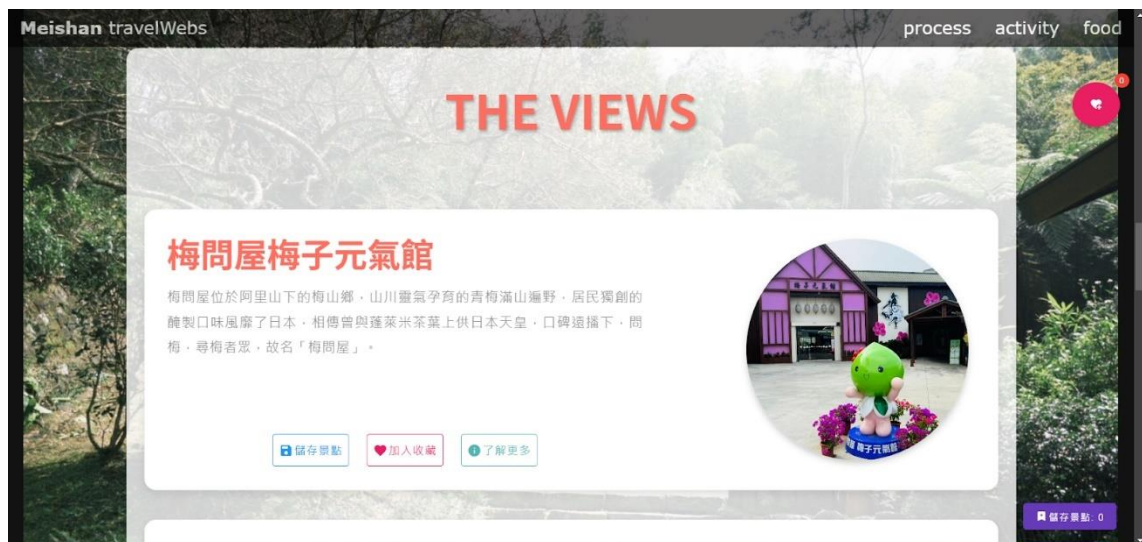 Meishan travelWebs
process activity food
0
THE VIEWS
梅問屋梅子元氣館
梅問屋位於阿里山下的梅山鄉，山川靈氣孕育的青梅滿山遍野，居民獨創的
醃製口味風靡了日本，相傳曾與蓬萊米茶葉上供日本天皇，口碑遠播下，問
梅，尋梅者眾，故名「梅問屋」。
梅子元氣館
儲存景點
加入收藏
了解更多
儲存景點: 0